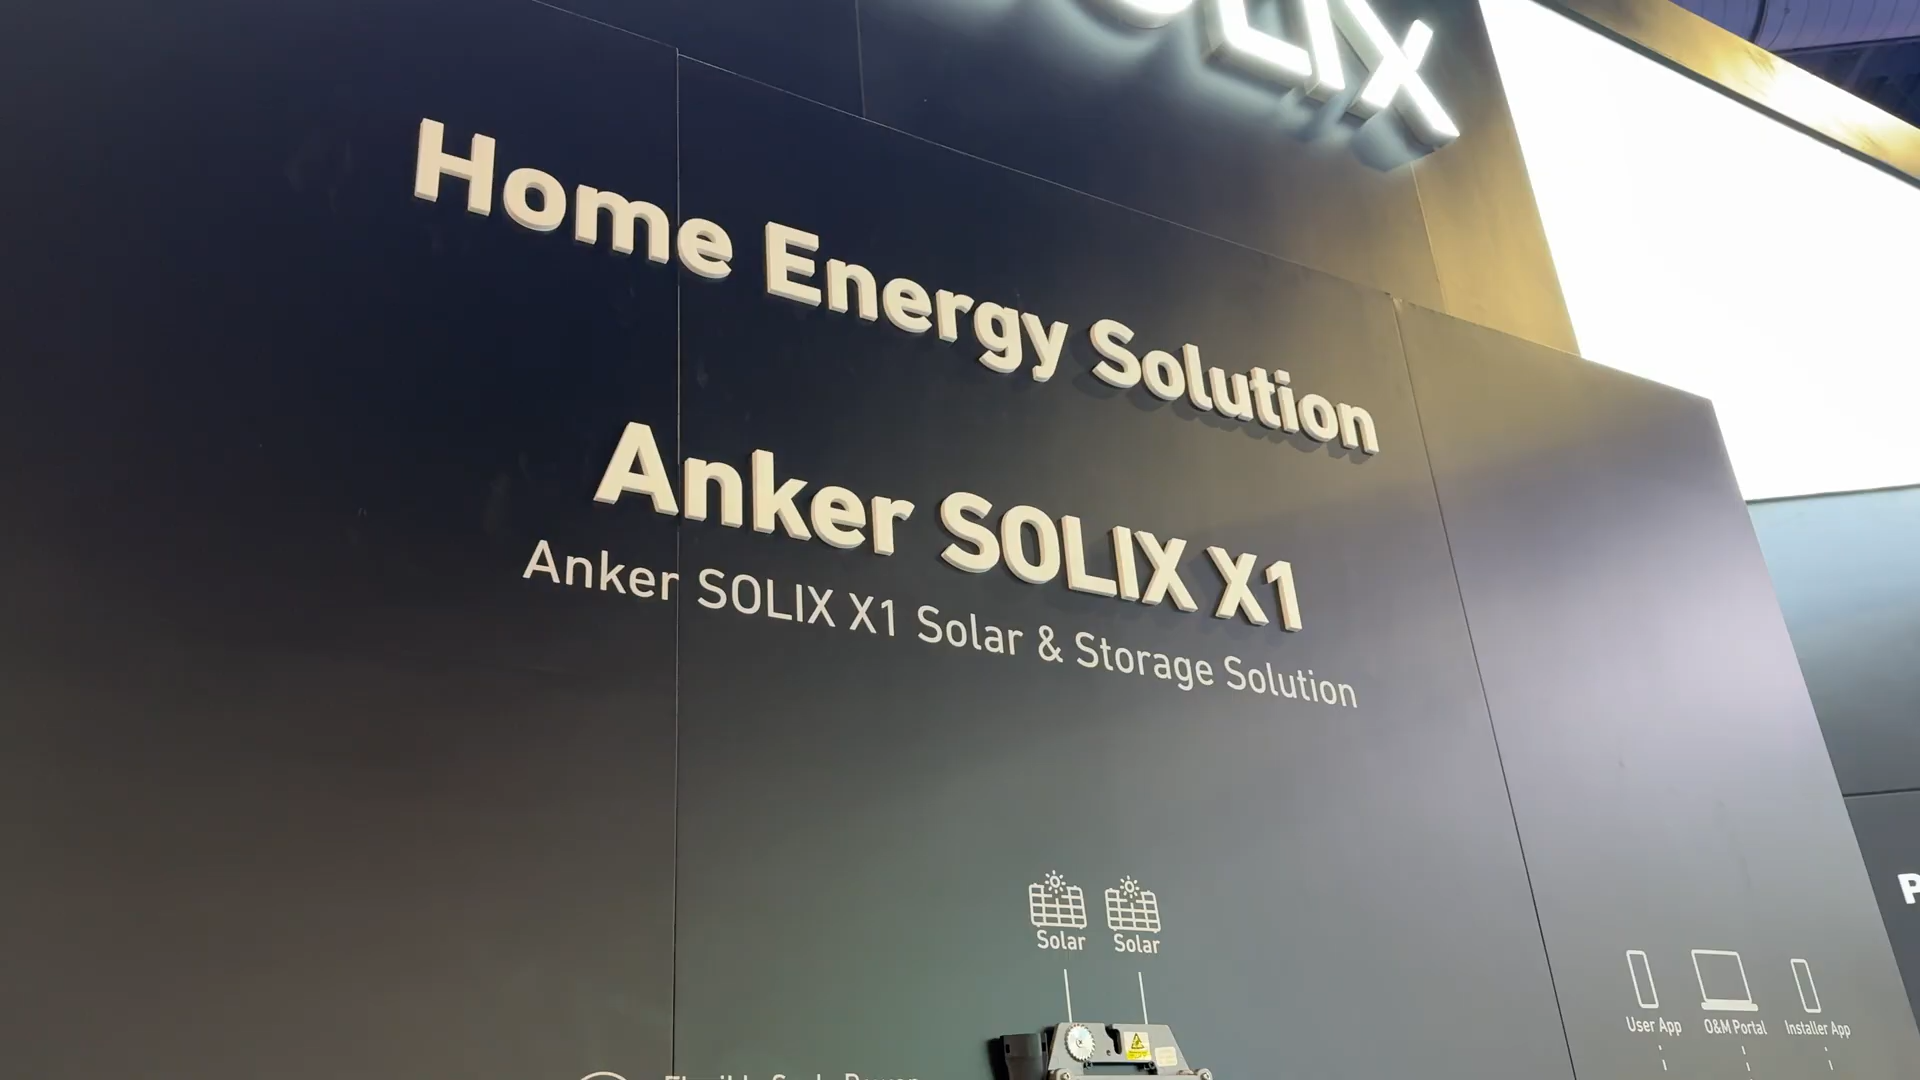 SOLIX
Home Energy Solution
Anker SOLIX X1
Anker SOLIX X1 Solar & Storage Solution
Solar Solar
User App O&M Portal Installer App